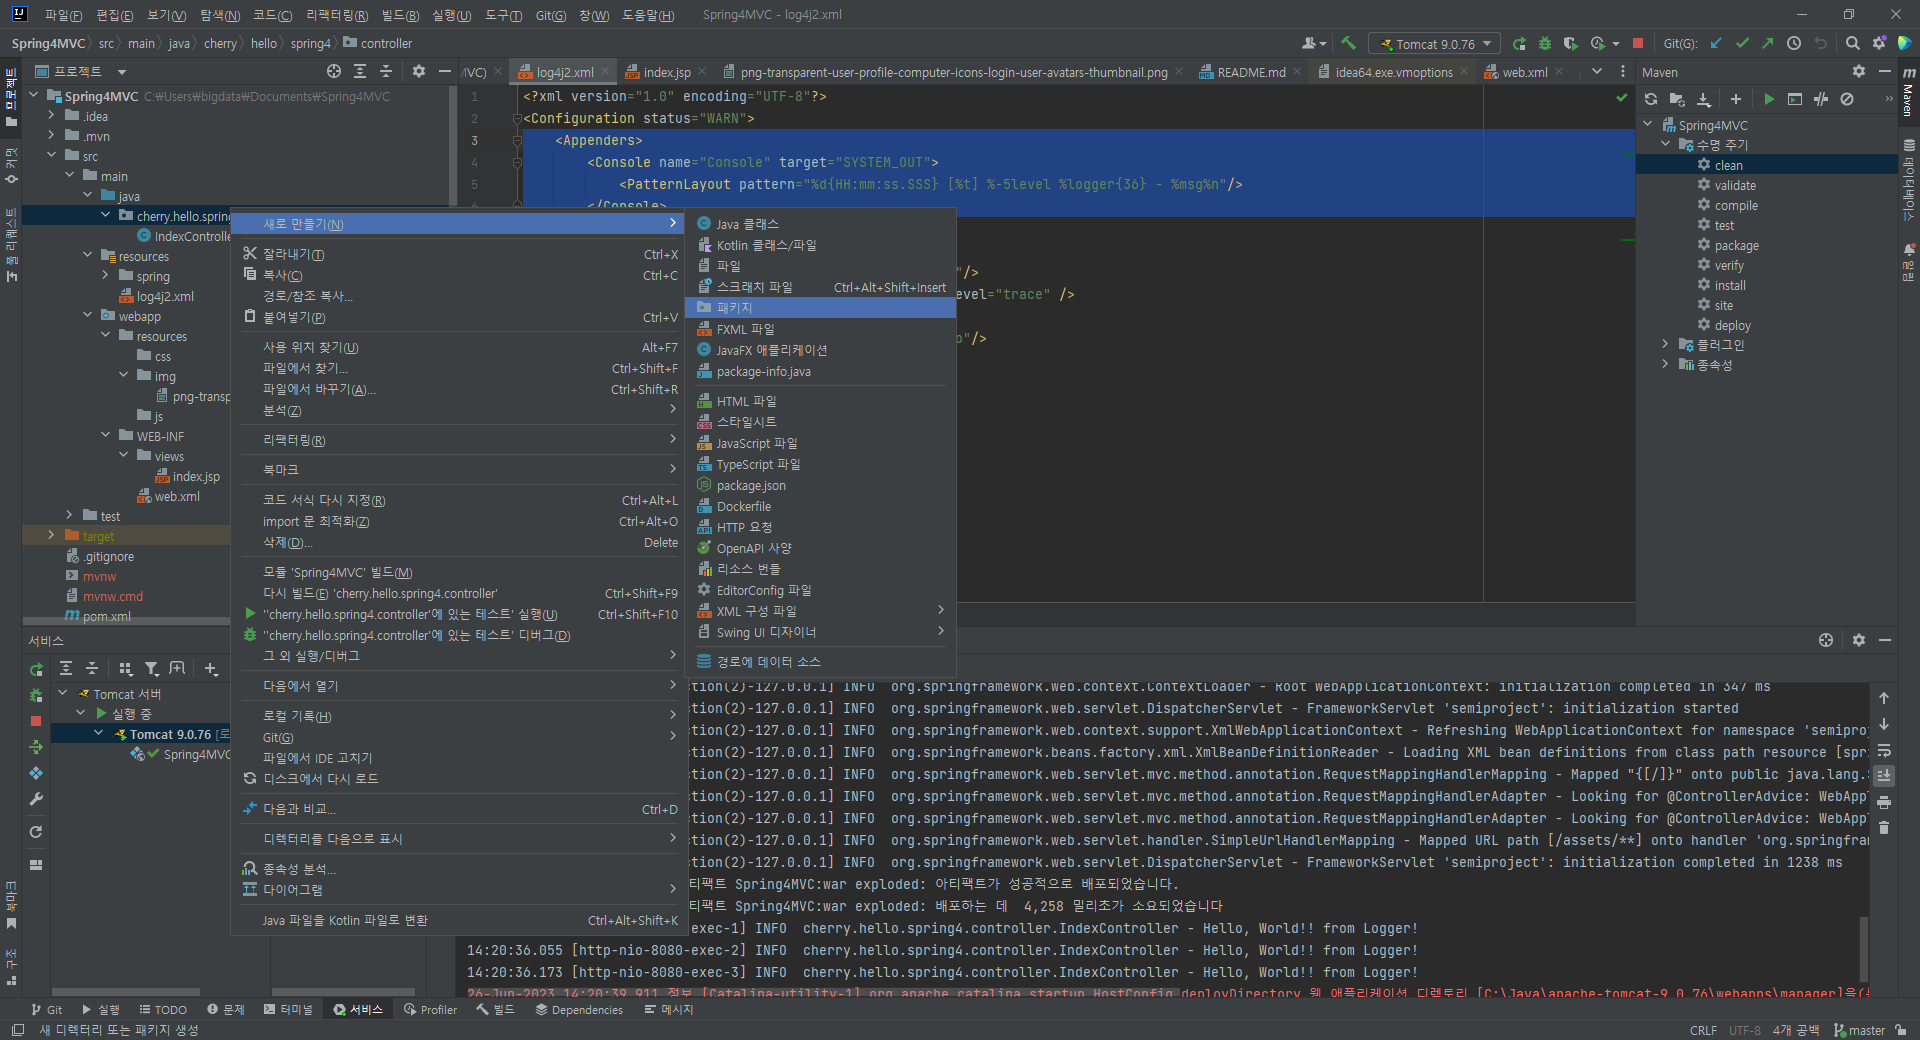 파일(F) 편집(E) 보기(V) 탐색(N) 코드(C) 리팩터링(R) 빌드(B) 실행(U) 도구(T) Git(G) 창(W) 도움말(H) Spring4MVC - log4j2.xml
Spring4MVC src main java cherry hello spring4 controller
Tomcat 9.0.76
Git(G):
프로젝트
MVC)
log4j2.xml
index.jsp
png-transparent-user-profile-computer-icons-login-user-avatars-thumbnail.png
README.md
idea64.exe.vmoptions
web.xml
Maven
프로젝트
커밋
풀 리퀘스트
북마크
구조
Spring4MVC C:₩Users₩bigdata₩Documents₩Spring4MVC
.idea
.mvn
src
main
java
cherry.hello.spring
IndexControlle
resources
spring
log4j2.xml
webapp
resources
css
img
png-transp
js
WEB-INF
views
index.jsp
web.xml
test
target
.gitignore
mvnw
mvnw.cmd
pom.xml
1 <?xml version="1.0" encoding="UTF-8"?>
2 <Configuration status="WARN">
3 <Appenders>
4 <Console name="Console" target="SYSTEM_OUT">
5 <PatternLayout pattern="%d{HH:mm:ss.SSS} [%t] %-5level %logger{36} - %msg%n"/>
6 </Console>
"/>
evel="trace" />
o"/>
새로 만들기(N)
잘라내기(T) Ctrl+X
복사(C) Ctrl+C
경로/참조 복사...
붙여넣기(P) Ctrl+V
사용 위치 찾기(U) Alt+F7
파일에서 찾기... Ctrl+Shift+F
파일에서 바꾸기(A)... Ctrl+Shift+R
분석(Z)
리팩터링(R)
북마크
코드 서식 다시 지정(R) Ctrl+Alt+L
import 문 최적화(Z) Ctrl+Alt+O
삭제(D)... Delete
모듈 'Spring4MVC' 빌드(M)
다시 빌드(E) 'cherry.hello.spring4.controller' Ctrl+Shift+F9
''cherry.hello.spring4.controller'에 있는 테스트' 실행(U) Ctrl+Shift+F10
''cherry.hello.spring4.controller'에 있는 테스트' 디버그(D)
그 외 실행/디버그
다음에서 열기
로컬 기록(H)
Git(G)
파일에서 IDE 고치기
디스크에서 다시 로드
다음과 비교... Ctrl+D
디렉터리를 다음으로 표시
종속성 분석...
다이어그램
Java 파일을 Kotlin 파일로 변환 Ctrl+Alt+Shift+K
Java 클래스
Kotlin 클래스/파일
파일
스크래치 파일 Ctrl+Alt+Shift+Insert
패키지
FXML 파일
JavaFX 애플리케이션
package-info.java
HTML 파일
스타일시트
JavaScript 파일
TypeScript 파일
package.json
Dockerfile
HTTP 요청
OpenAPI 사양
리소스 번들
EditorConfig 파일
XML 구성 파일
Swing UI 디자이너
경로에 데이터 소스
Spring4MVC
수명 주기
clean
validate
compile
test
package
verify
install
site
deploy
플러그인
종속성
Maven
데이터베이스
알림
서비스
Tomcat 서버
실행 중
Tomcat 9.0.76 [로
Spring4MVC
ction(2)-127.0.0.1] INFO org.springframework.web.context.ContextLoader - Root WebApplicationContext: initialization completed in 347 ms
ction(2)-127.0.0.1] INFO org.springframework.web.servlet.DispatcherServlet - FrameworkServlet 'semiproject': initialization started
ction(2)-127.0.0.1] INFO org.springframework.web.context.support.XmlWebApplicationContext - Refreshing WebApplicationContext for namespace 'semiproj
ction(2)-127.0.0.1] INFO org.springframework.beans.factory.xml.XmlBeanDefinitionReader - Loading XML bean definitions from class path resource [spr
ction(2)-127.0.0.1] INFO org.springframework.web.servlet.mvc.method.annotation.RequestMappingHandlerMapping - Mapped "{[/]}" onto public java.lang.S
ction(2)-127.0.0.1] INFO org.springframework.web.servlet.mvc.method.annotation.RequestMappingHandlerAdapter - Looking for @ControllerAdvice: WebAppl
ction(2)-127.0.0.1] INFO org.springframework.web.servlet.mvc.method.annotation.RequestMappingHandlerAdapter - Looking for @ControllerAdvice: WebAppl
ction(2)-127.0.0.1] INFO org.springframework.web.servlet.handler.SimpleUrlHandlerMapping - Mapped URL path [/assets/**] onto handler 'org.springfram
ction(2)-127.0.0.1] INFO org.springframework.web.servlet.DispatcherServlet - FrameworkServlet 'semiproject': initialization completed in 1238 ms
티팩트 Spring4MVC:war exploded: 아티팩트가 성공적으로 배포되었습니다.
티팩트 Spring4MVC:war exploded: 배포하는 데 4,258 밀리초가 소요되었습니다
exec-1] INFO cherry.hello.spring4.controller.IndexController - Hello, World!! from Logger!
14:20:36.055 [http-nio-8080-exec-2] INFO cherry.hello.spring4.controller.IndexController - Hello, World!! from Logger!
14:20:36.173 [http-nio-8080-exec-3] INFO cherry.hello.spring4.controller.IndexController - Hello, World!! from Logger!
26-Jun-2023 14:20:39.911 정보 [Catalina-utility-1] org.apache.catalina.startup.HostConfig.deployDirectory 웹 애플리케이션 디렉토리 [C:\Java\apache-tomcat-9.0.76\webapps\manager]을(를
Git 실행 TODO 문제 터미널 서비스 Profiler 빌드 Dependencies 메시지
새 디렉터리 또는 패키지 생성
CRLF UTF-8 4개 공백 master